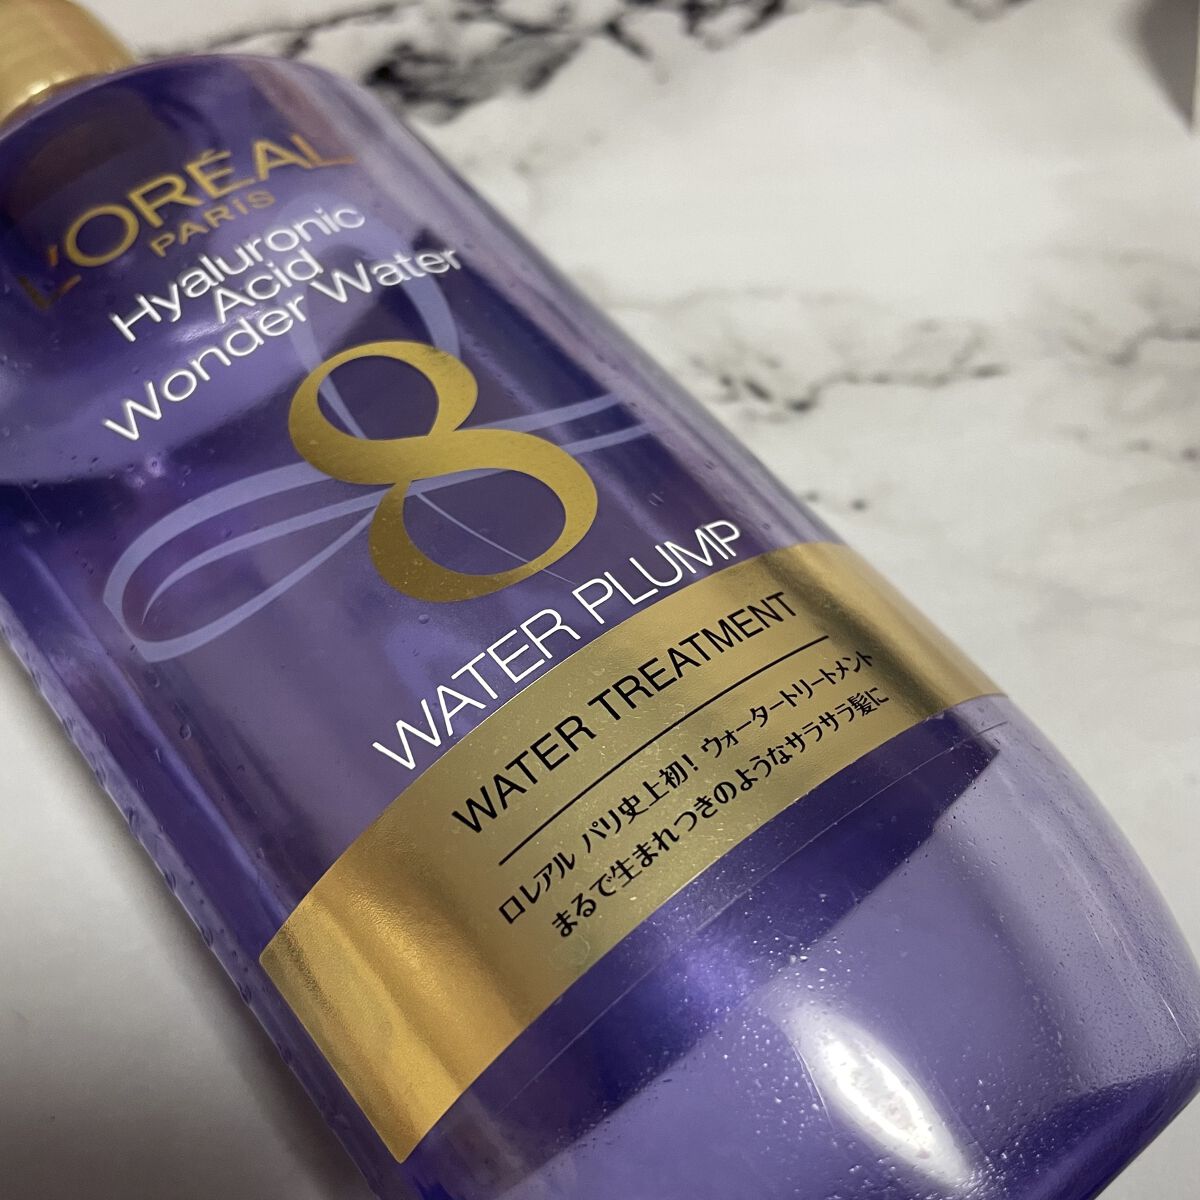 L'ORÉAL
PARIS
Hyaluronic
Acid
Wonder Water
8
WATER PLUMP
WATER TREATMENT
ロレアル パリ史上初! ウォータートリートメント
まるで生まれつきのようなサラサラ髪に